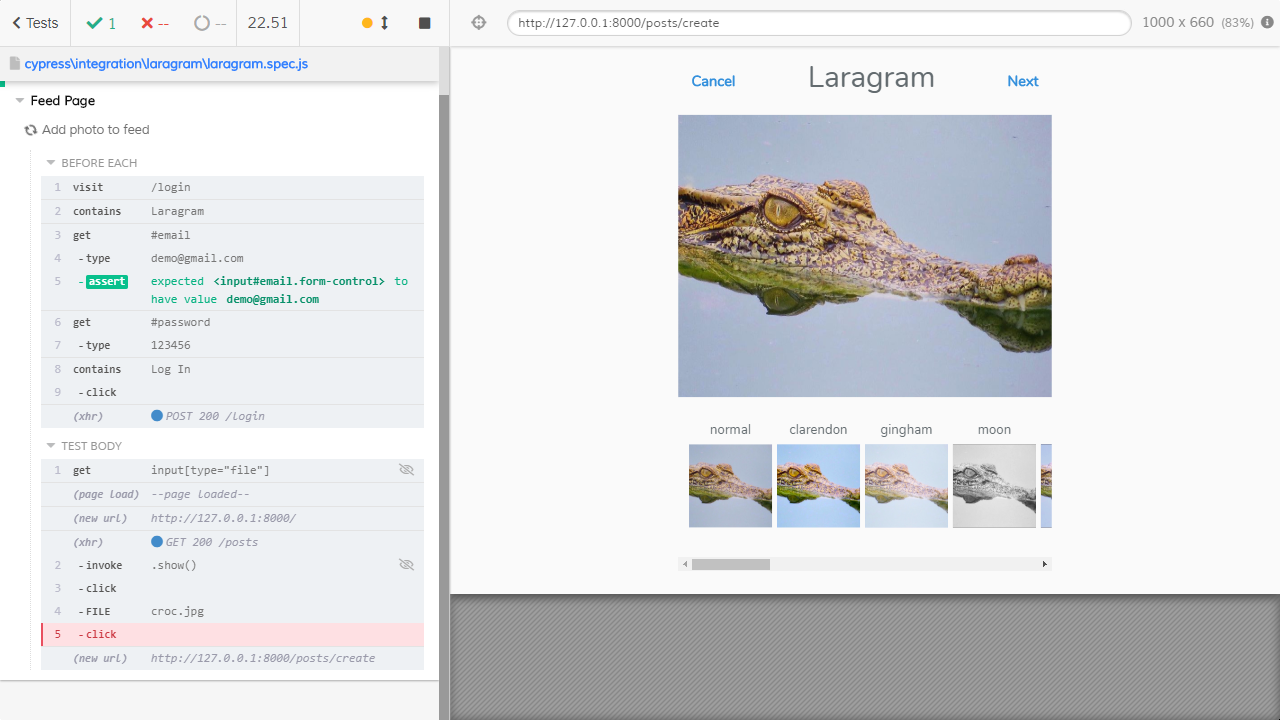 Tests
1
--
--
22.51
http://127.0.0.1:8000/posts/create
1000 x 660 (83%)
cypress\integration\laragram\laragram.spec.js
Feed Page
Add photo to feed
BEFORE EACH
1 visit /login
2 contains Laragram
3 get #email
4 -type demo@gmail.com
5 -assert expected <input#email.form-control> to
have value demo@gmail.com
6 get #password
7 -type 123456
8 contains Log In
9 -click
(xhr) POST 200 /login
TEST BODY
1 get input[type="file"]
(page load) --page loaded--
(new url) http://127.0.0.1:8000/
(xhr) GET 200 /posts
2 -invoke .show()
3 -click
4 -FILE croc.jpg
5 -click
(new url) http://127.0.0.1:8000/posts/create
Cancel
Laragram
Next
normal
clarendon
gingham
moon